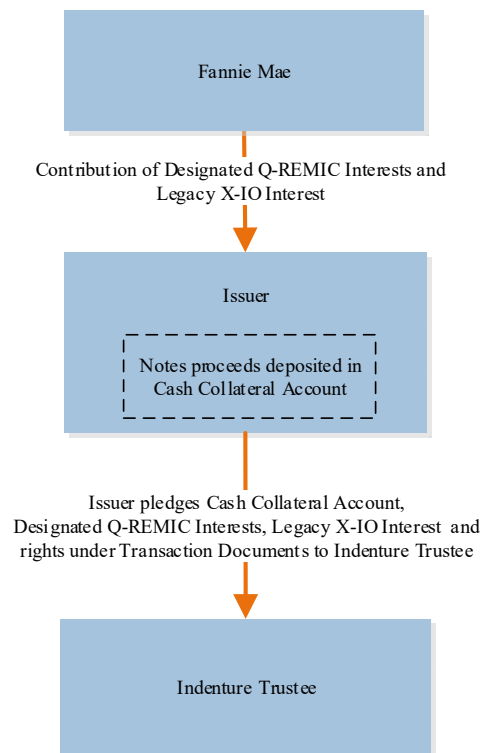 Fannie Mae
Contribution of Designated Q-REMIC Interests and
Legacy X-IO Interest
Issuer
Notes proceeds deposited in
Cash Collateral Account
Issuer pledges Cash Collateral Account,
Designated Q-REMIC Interests, Legacy X-IO Interest and
rights under Transaction Documents to Indenture Trustee
Indenture Trustee